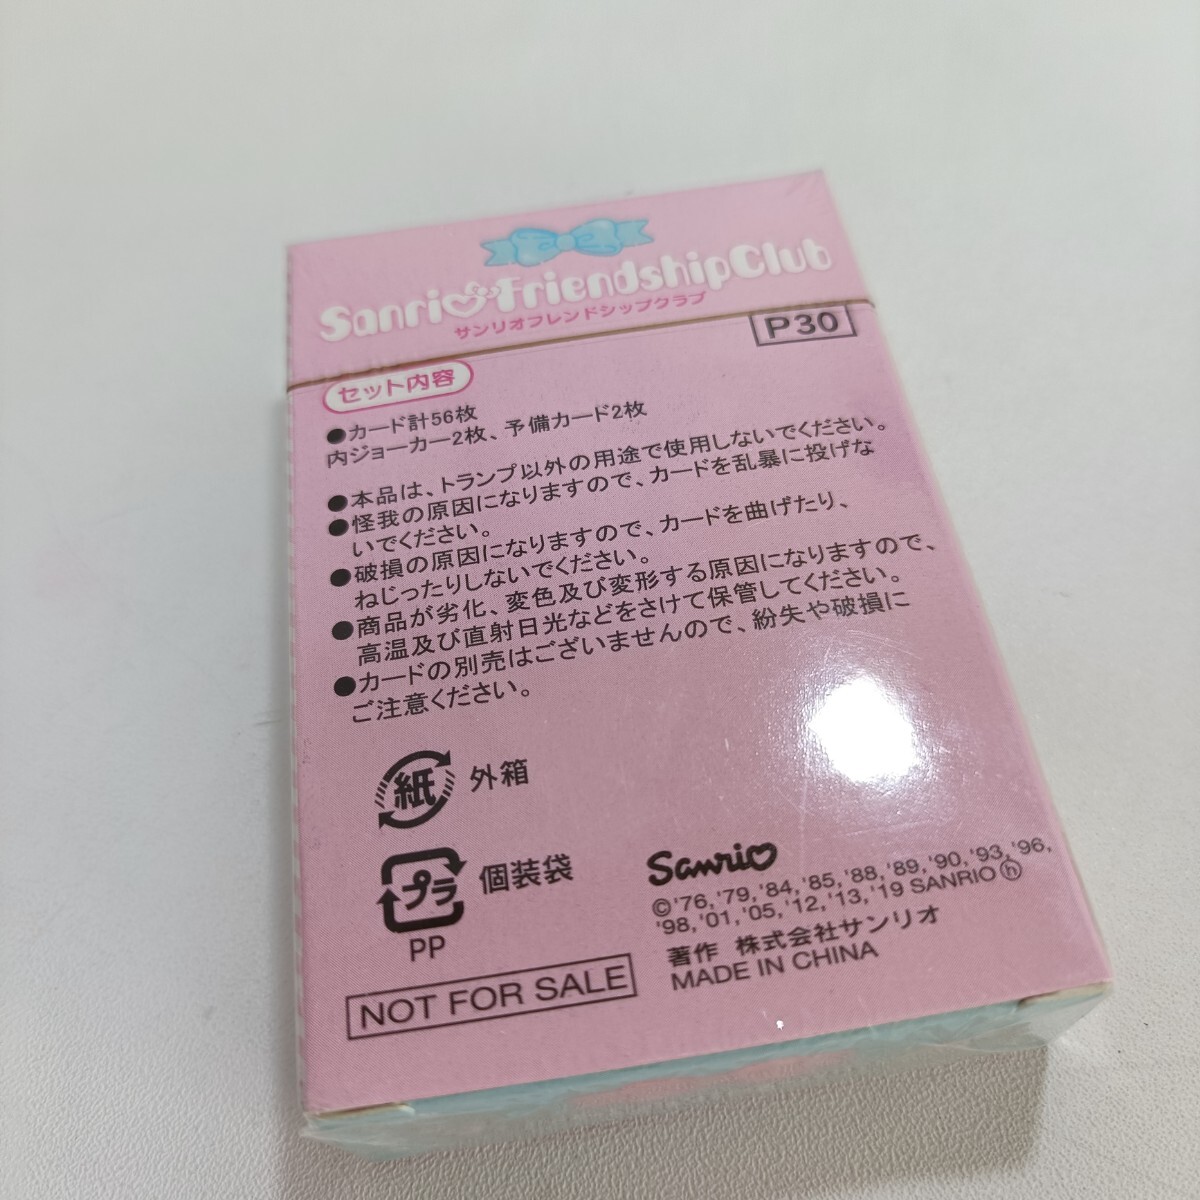 Sanrio Friendship Club
サンリオフレンドシップクラブ
P30
セット内容
●カード計56枚
内ジョーカー2枚、予備カード2枚
●本品は、トランプ以外の用途で使用しないでください。
●怪我の原因になりますので、カードを乱暴に投げな
いでください。
●破損の原因になりますので、カードを曲げたり、
ねじったりしないでください。
●商品が劣化、変色及び変形する原因になりますので、
高温及び直射日光などをさけて保管してください。
●カードの別売はございませんので、紛失や破損に
ご注意ください。
紙 外箱
プラ 個装袋
PP
NOT FOR SALE
Sanrio
©'76,'79,'84,'85,'88,'89,'90,'93,'96,
'98,'01,'05,'12,'13,'19 SANRIO ⓗ
著作 株式会社サンリオ
MADE IN CHINA